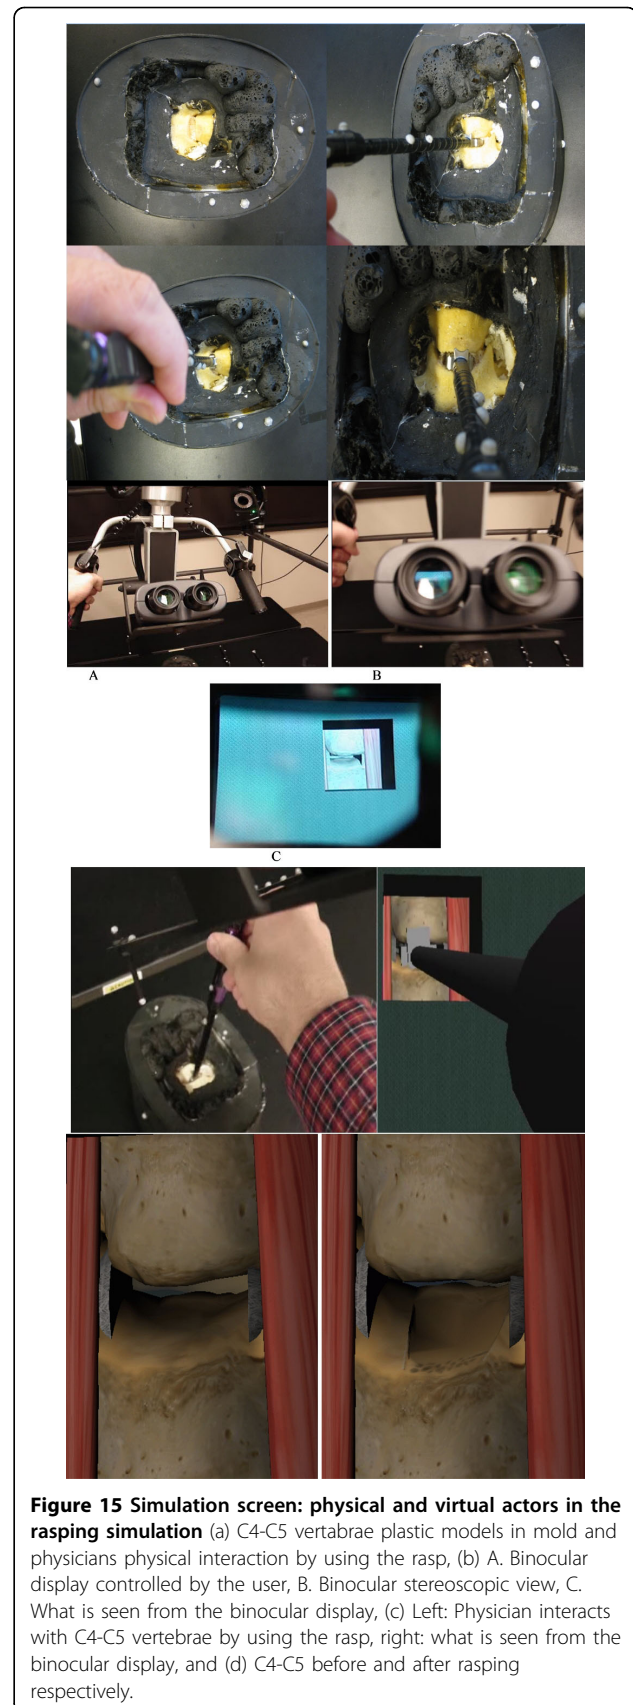 A
B
C
Figure 15 Simulation screen: physical and virtual actors in the
rasping simulation (a) C4-C5 vertabrae plastic models in mold and
physicians physical interaction by using the rasp, (b) A. Binocular
display controlled by the user, B. Binocular stereoscopic view, C.
What is seen from the binocular display, (c) Left: Physician interacts
with C4-C5 vertebrae by using the rasp, right: what is seen from the
binocular display, and (d) C4-C5 before and after rasping
respectively.